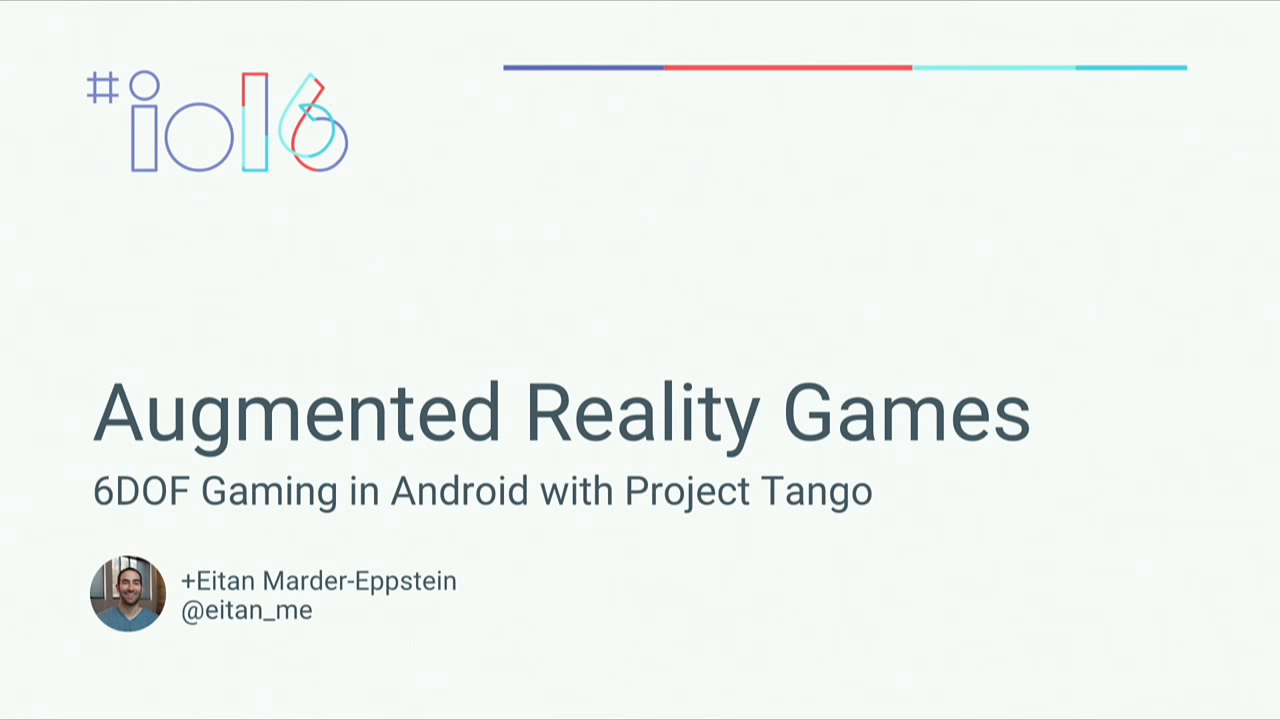 #io16
Augmented Reality Games
6DOF Gaming in Android with Project Tango
+Eitan Marder-Eppstein
@eitan_me